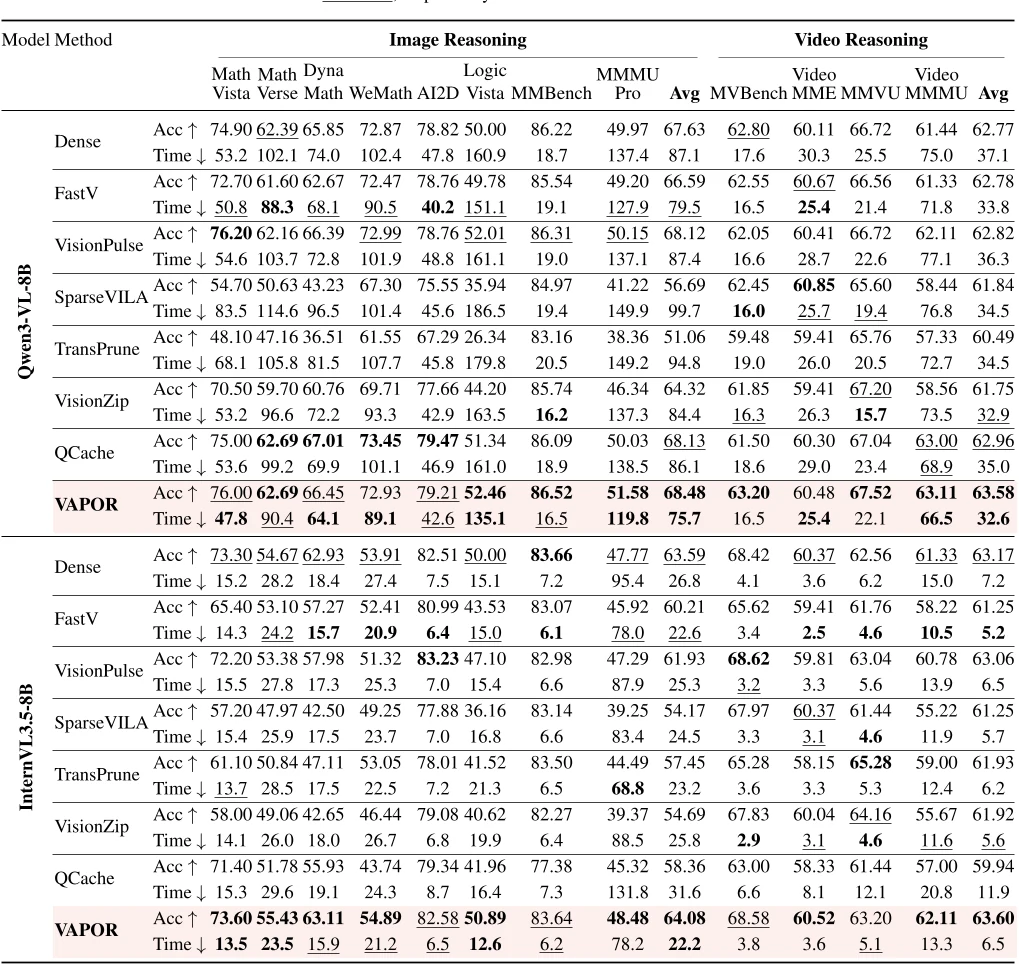 Model Method Image Reasoning Video Reasoning
Math Math Dyna Logic MMMU Video Video
Vista Verse Math WeMath AI2D Vista MMBench Pro Avg MVBench MME MMVU MMMU Avg
Qwen3-VL-8B
Dense
Acc ↑ 74.90 62.39 65.85 72.87 78.82 50.00 86.22 49.97 67.63 62.80 60.11 66.72 61.44 62.77
Time ↓ 53.2 102.1 74.0 102.4 47.8 160.9 18.7 137.4 87.1 17.6 30.3 25.5 75.0 37.1
FastV
Acc ↑ 72.70 61.60 62.67 72.47 78.76 49.78 85.54 49.20 66.59 62.55 60.67 66.56 61.33 62.78
Time ↓ 50.8 88.3 68.1 90.5 40.2 151.1 19.1 127.9 79.5 16.5 25.4 21.4 71.8 33.8
VisionPulse
Acc ↑ 76.20 62.16 66.39 72.99 78.76 52.01 86.31 50.15 68.12 62.05 60.41 66.72 62.11 62.82
Time ↓ 54.6 103.7 72.8 101.9 48.8 161.1 19.0 137.1 87.4 16.6 28.7 22.6 77.1 36.3
SparseVILA
Acc ↑ 54.70 50.63 43.23 67.30 75.55 35.94 84.97 41.22 56.69 62.45 60.85 65.60 58.44 61.84
Time ↓ 83.5 114.6 96.5 101.4 45.6 186.5 19.4 149.9 99.7 16.0 25.7 19.4 76.8 34.5
TransPrune
Acc ↑ 48.10 47.16 36.51 61.55 67.29 26.34 83.16 38.36 51.06 59.48 59.41 65.76 57.33 60.49
Time ↓ 68.1 105.8 81.5 107.7 45.8 179.8 20.5 149.2 94.8 19.0 26.0 20.5 72.7 34.5
VisionZip
Acc ↑ 70.50 59.70 60.76 69.71 77.66 44.20 85.74 46.34 64.32 61.85 59.41 67.20 58.56 61.75
Time ↓ 53.2 96.6 72.2 93.3 42.9 163.5 16.2 137.3 84.4 16.3 26.3 15.7 73.5 32.9
QCache
Acc ↑ 75.00 62.69 67.01 73.45 79.47 51.34 86.09 50.03 68.13 61.50 60.30 67.04 63.00 62.96
Time ↓ 53.6 99.2 69.9 101.1 46.9 161.0 18.9 138.5 86.1 18.6 29.0 23.4 68.9 35.0
VAPOR
Acc ↑ 76.00 62.69 66.45 72.93 79.21 52.46 86.52 51.58 68.48 63.20 60.48 67.52 63.11 63.58
Time ↓ 47.8 90.4 64.1 89.1 42.6 135.1 16.5 119.8 75.7 16.5 25.4 22.1 66.5 32.6
InternVL3.5-8B
Dense
Acc ↑ 73.30 54.67 62.93 53.91 82.51 50.00 83.66 47.77 63.59 68.42 60.37 62.56 61.33 63.17
Time ↓ 15.2 28.2 18.4 27.4 7.5 15.1 7.2 95.4 26.8 4.1 3.6 6.2 15.0 7.2
FastV
Acc ↑ 65.40 53.10 57.27 52.41 80.99 43.53 83.07 45.92 60.21 65.62 59.41 61.76 58.22 61.25
Time ↓ 14.3 24.2 15.7 20.9 6.4 15.0 6.1 78.0 22.6 3.4 2.5 4.6 10.5 5.2
VisionPulse
Acc ↑ 72.20 53.38 57.98 51.32 83.23 47.10 82.98 47.29 61.93 68.62 59.81 63.04 60.78 63.06
Time ↓ 15.5 27.8 17.3 25.3 7.0 15.4 6.6 87.9 25.3 3.2 3.3 5.6 13.9 6.5
SparseVILA
Acc ↑ 57.20 47.97 42.50 49.25 77.88 36.16 83.14 39.25 54.17 67.97 60.37 61.44 55.22 61.25
Time ↓ 15.4 25.9 17.5 23.7 7.0 16.8 6.6 83.4 24.5 3.3 3.1 4.6 11.9 5.7
TransPrune
Acc ↑ 61.10 50.84 47.11 53.05 78.01 41.52 83.50 44.49 57.45 65.28 58.15 65.28 59.00 61.93
Time ↓ 13.7 28.5 17.5 22.5 7.2 21.3 6.5 68.8 23.2 3.6 3.3 5.3 12.4 6.2
VisionZip
Acc ↑ 58.00 49.06 42.65 46.44 79.08 40.62 82.27 39.37 54.69 67.83 60.04 64.16 55.67 61.92
Time ↓ 14.1 26.0 18.0 26.7 6.8 19.9 6.4 88.5 25.8 2.9 3.1 4.6 11.6 5.6
QCache
Acc ↑ 71.40 51.78 55.93 43.74 79.34 41.96 77.38 45.32 58.36 63.00 58.33 61.44 57.00 59.94
Time ↓ 15.3 29.6 19.1 24.3 8.7 16.4 7.3 131.8 31.6 6.6 8.1 12.1 20.8 11.9
VAPOR
Acc ↑ 73.60 55.43 63.11 54.89 82.58 50.89 83.64 48.48 64.08 68.58 60.52 63.20 62.11 63.60
Time ↓ 13.5 23.5 15.9 21.2 6.5 12.6 6.2 78.2 22.2 3.8 3.6 5.1 13.3 6.5